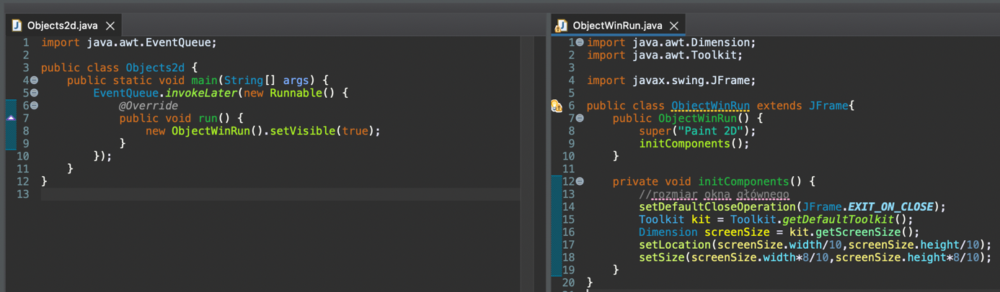 Objects2d.java
1 import java.awt.EventQueue;
2
3 public class Objects2d {
4     public static void main(String[] args) {
5         EventQueue.invokeLater(new Runnable() {
6             @Override
7             public void run() {
8                 new ObjectWinRun().setVisible(true);
9             }
10         });
11     }
12 }
13
ObjectWinRun.java
1 import java.awt.Dimension;
2 import java.awt.Toolkit;
3
4 import javax.swing.JFrame;
5
6 public class ObjectWinRun extends JFrame{
7     public ObjectWinRun() {
8         super("Paint 2D");
9         initComponents();
10     }
11
12     private void initComponents() {
13         //rozmiar okna głównego
14         setDefaultCloseOperation(JFrame.EXIT_ON_CLOSE);
15         Toolkit kit = Toolkit.getDefaultToolkit();
16         Dimension screenSize = kit.getScreenSize();
17         setLocation(screenSize.width/10,screenSize.height/10);
18         setSize(screenSize.width*8/10,screenSize.height*8/10);
19     }
20 }